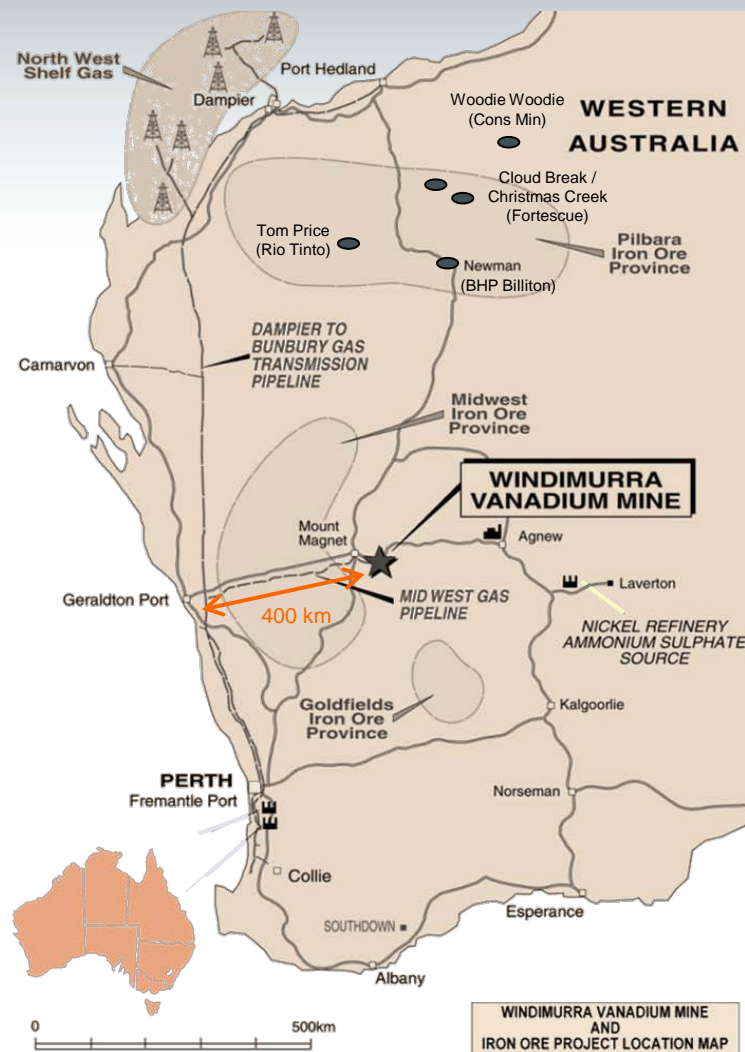 North West
Shelf Gas
Port Hedland
Dampier
Woodie Woodie
(Cons Min)
WESTERN
AUSTRALIA
Cloud Break /
Christmas Creek
(Fortescue)
Tom Price
(Rio Tinto)
Pilbara
Iron Ore
Province
Newman
(BHP Billiton)
DAMPIER TO
BUNBURY GAS
TRANSMISSION
PIPELINE
Carnarvon
Midwest
Iron Ore
Province
WINDIMURRA
VANADIUM MINE
Mount
Magnet
Agnew
Laverton
Geraldton Port
400 km
MID WEST GAS
PIPELINE
NICKEL REFINERY
AMMONIUM SULPHATE
SOURCE
Goldfields
Iron Ore
Province
Kalgoorlie
PERTH
Fremantle Port
Norseman
Collie
Esperance
SOUTHDOWN
Albany
0
500km
WINDIMURRA VANADIUM MINE
AND
IRON ORE PROJECT LOCATION MAP